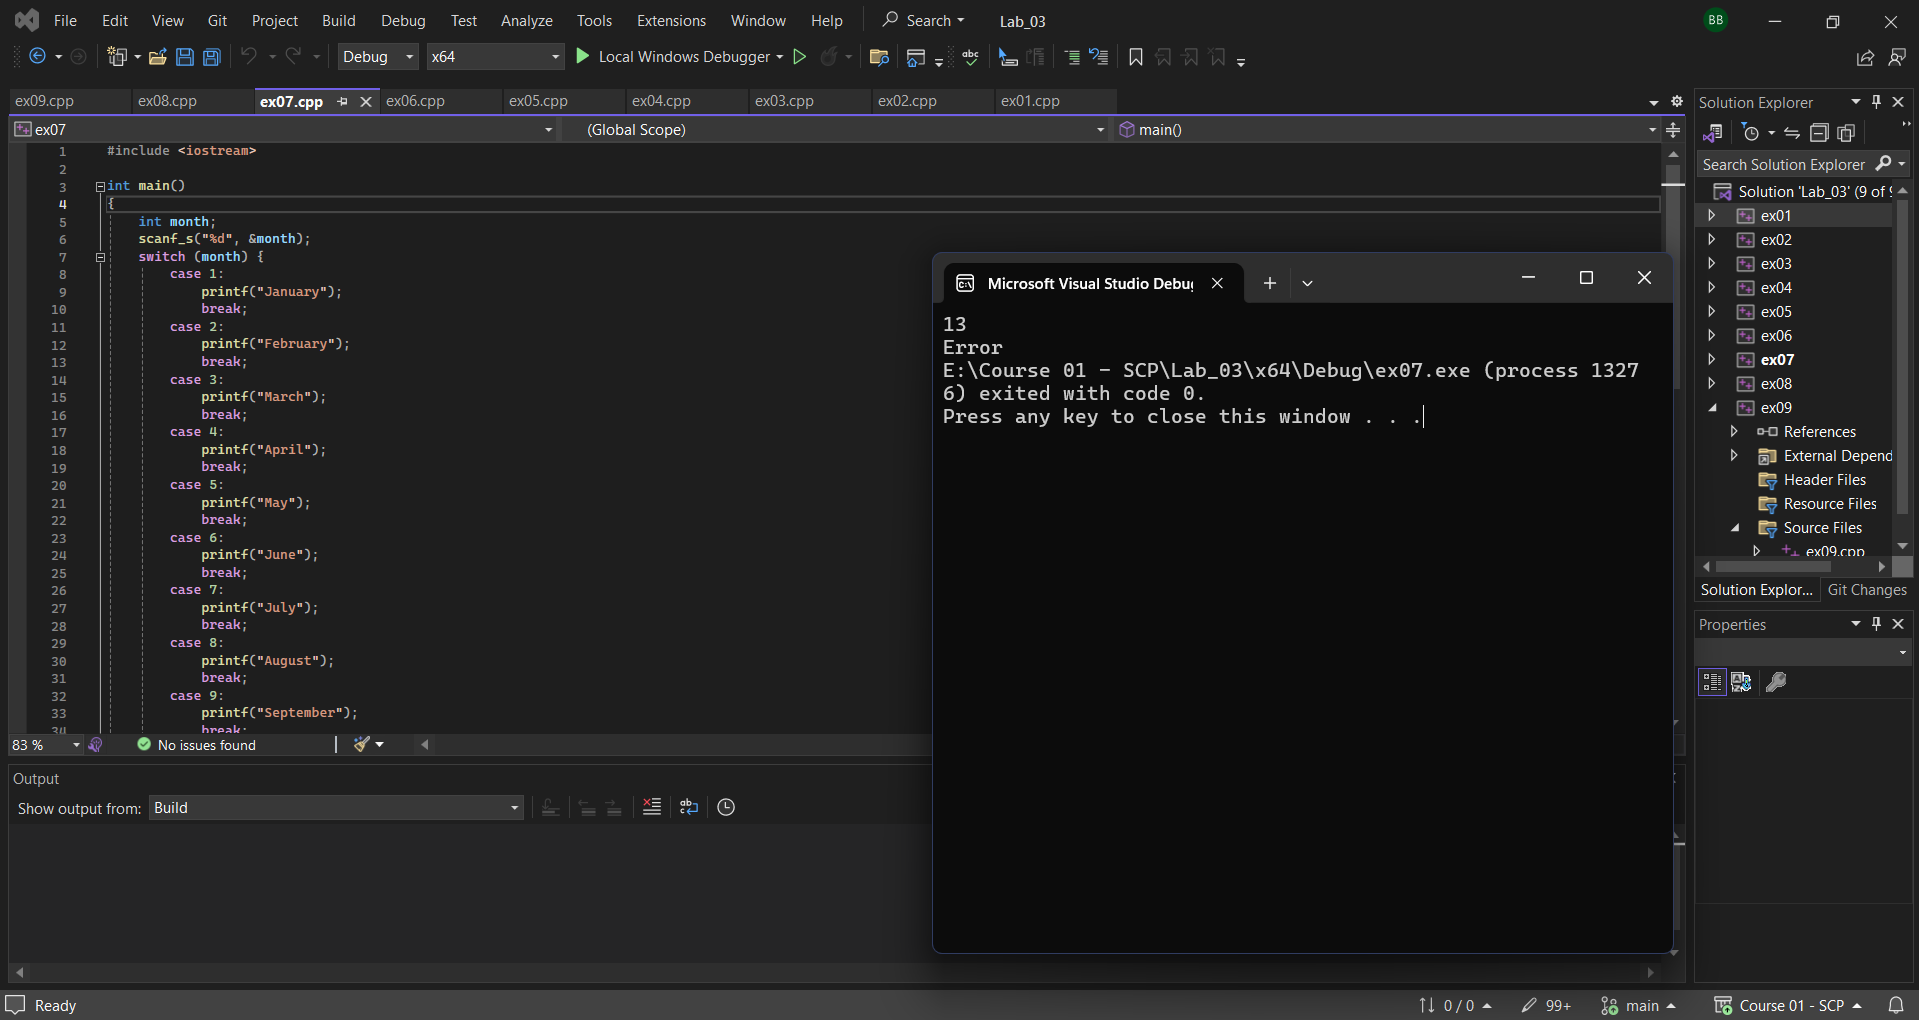 File Edit View Git Project Build Debug Test Analyze Tools Extensions Window Help Search Lab_03 BB
Debug x64 Local Windows Debugger
ex09.cpp ex08.cpp ex07.cpp ex06.cpp ex05.cpp ex04.cpp ex03.cpp ex02.cpp ex01.cpp
ex07 (Global Scope) main()
1 #include <iostream>
2
3 int main()
4 {
5 int month;
6 scanf_s("%d", &month);
7 switch (month) {
8 case 1:
9 printf("January");
10 break;
11 case 2:
12 printf("February");
13 break;
14 case 3:
15 printf("March");
16 break;
17 case 4:
18 printf("April");
19 break;
20 case 5:
21 printf("May");
22 break;
23 case 6:
24 printf("June");
25 break;
26 case 7:
27 printf("July");
28 break;
29 case 8:
30 printf("August");
31 break;
32 case 9:
33 printf("September");
34 break;
83 % No issues found
Output
Show output from: Build
Microsoft Visual Studio Debu
13
Error
E:\Course 01 - SCP\Lab_03\x64\Debug\ex07.exe (process 1327
6) exited with code 0.
Press any key to close this window . . .
Solution Explorer
Search Solution Explorer
Solution 'Lab_03' (9 of 9
ex01
ex02
ex03
ex04
ex05
ex06
ex07
ex08
ex09
References
External Depend
Header Files
Resource Files
Source Files
ex09.cpp
Solution Explor... Git Changes
Properties
Ready 0 / 0 99+ main Course 01 - SCP